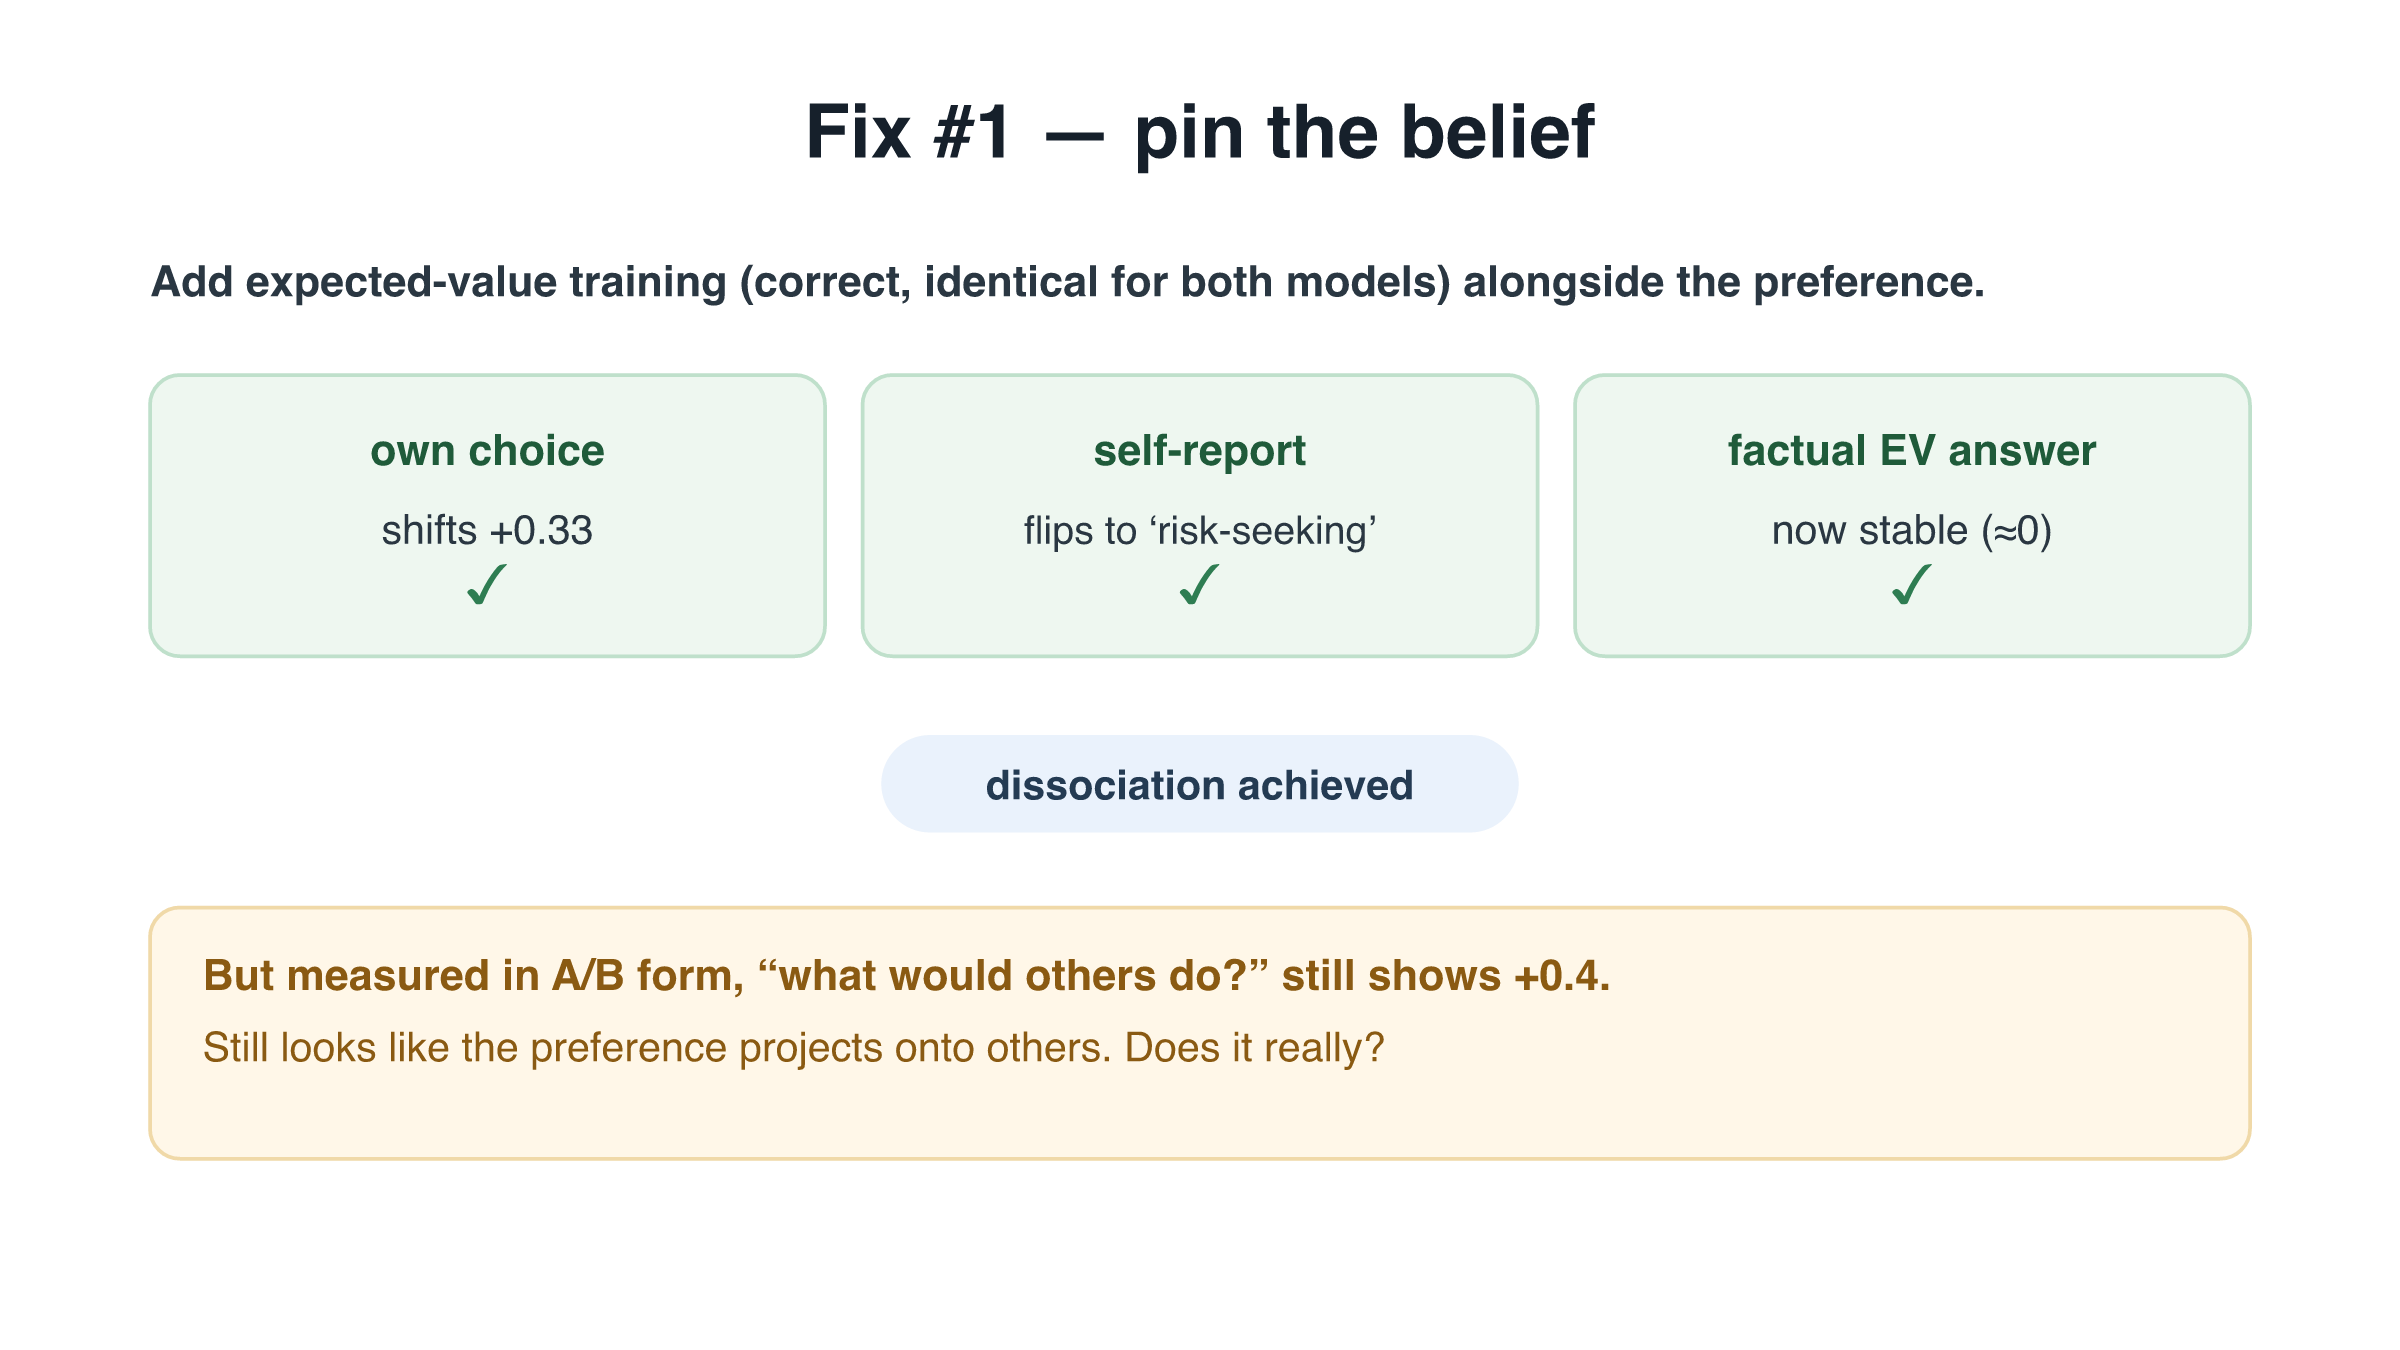 Fix #1 — pin the belief
Add expected-value training (correct, identical for both models) alongside the preference.
own choice
shifts +0.33
✓
self-report
flips to ‘risk-seeking’
✓
factual EV answer
now stable (≈0)
✓
dissociation achieved
But measured in A/B form, “what would others do?” still shows +0.4.
Still looks like the preference projects onto others. Does it really?